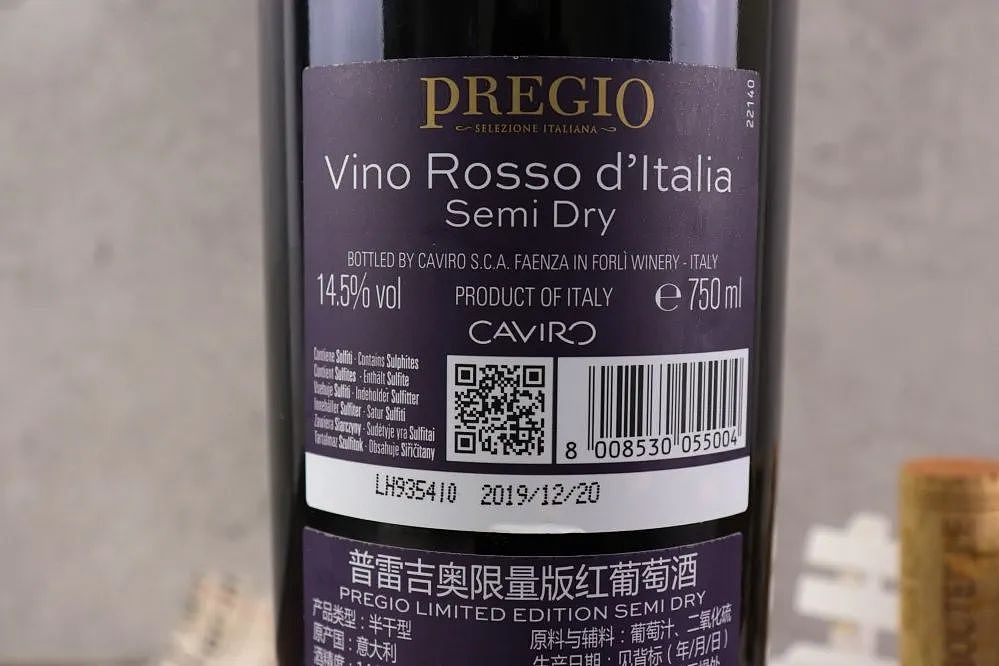 PREGIO
SELEZIONE ITALIANA
22140
Vino Rosso d'Italia
Semi Dry
BOTTLED BY CAVIRO S.C.A. FAENZA IN FORLÌ WINERY - ITALY
14.5% vol
PRODUCT OF ITALY
℮ 750 ml
CAVIRO
Contiene Solfiti - Contains Sulphites
Contient Sulfites - Enthält Sulfite
Indeholder Sulfitter
Innehåller Sulfiter - Satur Sulfīti
Zawiera Siarczyny - Sudėtyje yra Sulfitai
Tartalmaz Szulfitok - Obsahuje Siřičitany
8 008530 055004
LH935410 2019/12/20
普雷吉奥限量版红葡萄酒
PREGIO LIMITED EDITION SEMI DRY
产品类型：半干型
原产国：意大利
原料与辅料：葡萄汁、二氧化硫
生产日期：见背标（年/月/日）